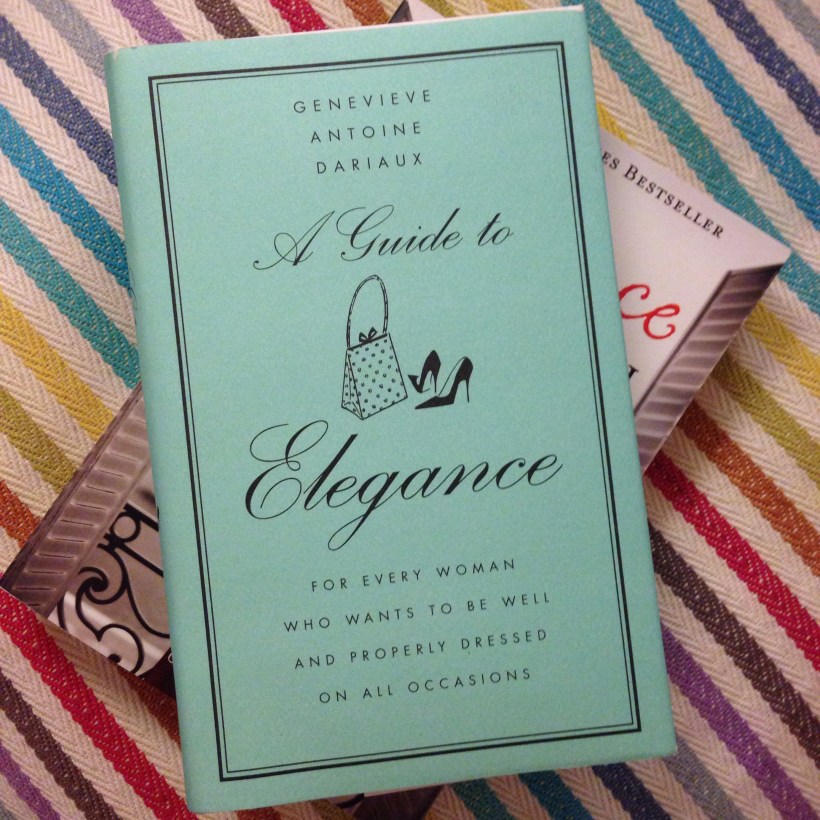 GENEVIEVE
ANTOINE
DARIAUX
A Guide to
Elegance
FOR EVERY WOMAN
WHO WANTS TO BE WELL
AND PROPERLY DRESSED
ON ALL OCCASIONS
BESTSELLER